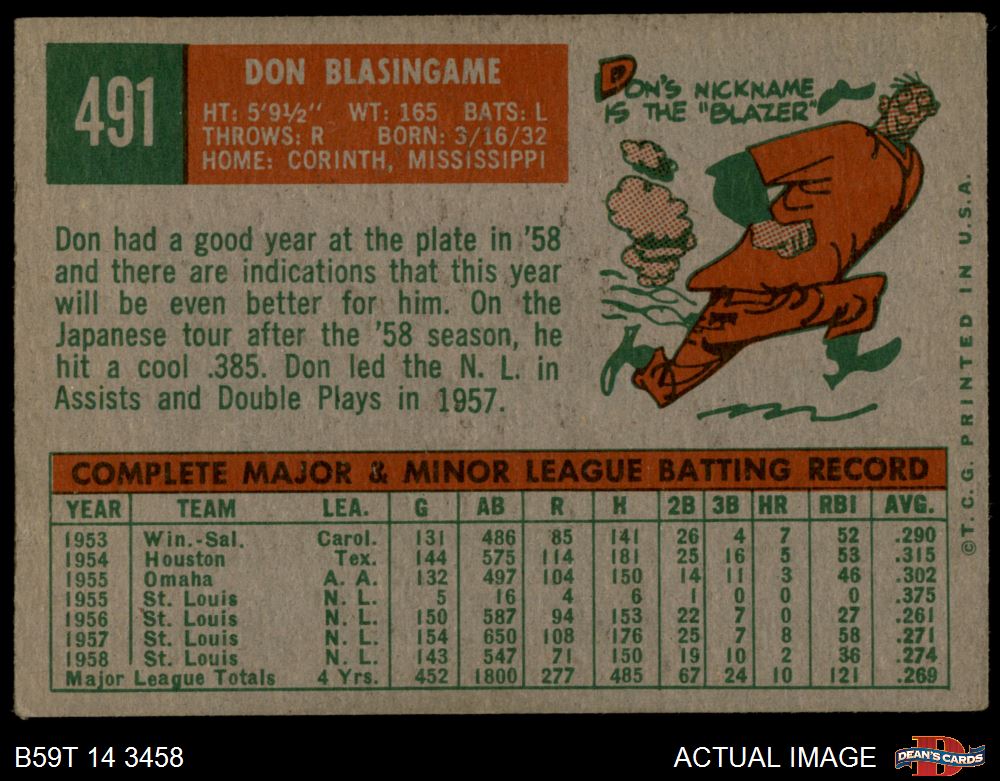 491
DON BLASINGAME
HT: 5'9½" WT: 165 BATS: L
THROWS: R BORN: 3/16/32
HOME: CORINTH, MISSISSIPPI
DON'S NICKNAME
IS THE "BLAZER"
Don had a good year at the plate in '58
and there are indications that this year
will be even better for him. On the
Japanese tour after the '58 season, he
hit a cool .385. Don led the N. L. in
Assists and Double Plays in 1957.
COMPLETE MAJOR & MINOR LEAGUE BATTING RECORD
YEAR TEAM LEA. G AB R H 2B 3B HR RBI AVG.
1953 Win.-Sal. Carol. 131 486 85 141 26 4 7 52 .290
1954 Houston Tex. 144 575 114 181 25 16 5 53 .315
1955 Omaha A. A. 132 497 104 150 14 11 3 46 .302
1955 St. Louis N. L. 5 16 4 6 1 0 0 0 .375
1956 St. Louis N. L. 150 587 94 153 22 7 0 27 .261
1957 St. Louis N. L. 154 650 108 176 25 7 8 58 .271
1958 St. Louis N. L. 143 547 71 150 19 10 2 36 .274
Major League Totals 4 Yrs. 452 1800 277 485 67 24 10 121 .269
© T. C. G. PRINTED IN U.S.A.
B59T 14 3458
ACTUAL IMAGE
D
DEAN'S CARDS